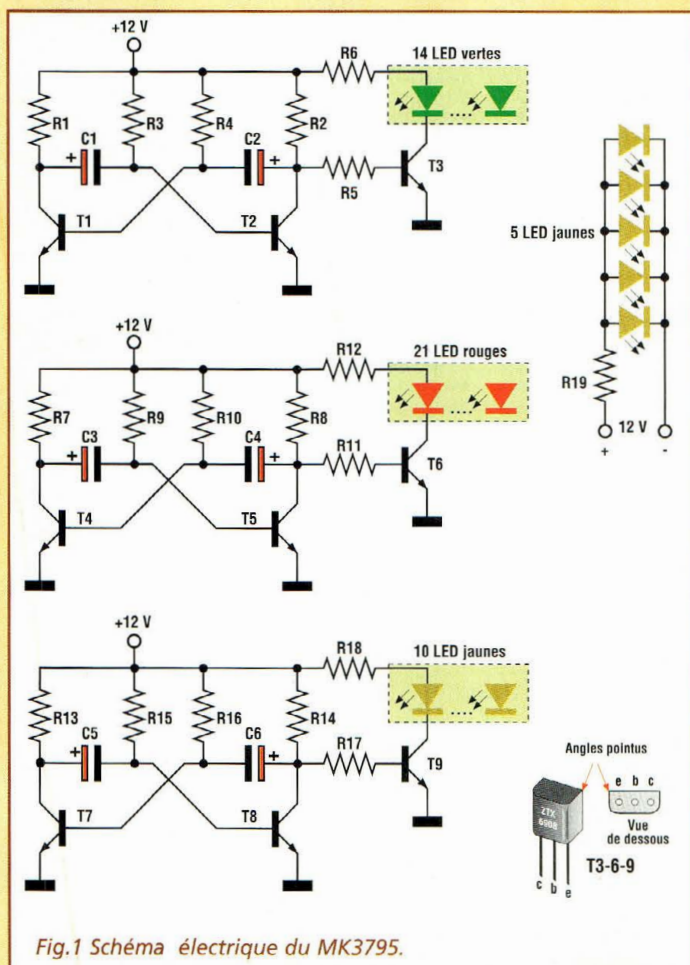 +12 V
R6
14 LED vertes
R1
R3
R4
R2
C1
C2
+
+
R5
T3
T1
T2
5 LED jaunes
R19
12 V
+ -
+12 V
R12
21 LED rouges
R7
R9
R10
R8
C3
C4
+
+
R11
T6
T4
T5
+12 V
R18
10 LED jaunes
R13
R15
R16
R14
C5
C6
+
+
R17
T9
T7
T8
Angles pointus
e b c
ZTX
Vue
de dessous
T3-6-9
c b e
Fig.1 Schéma électrique du MK3795.